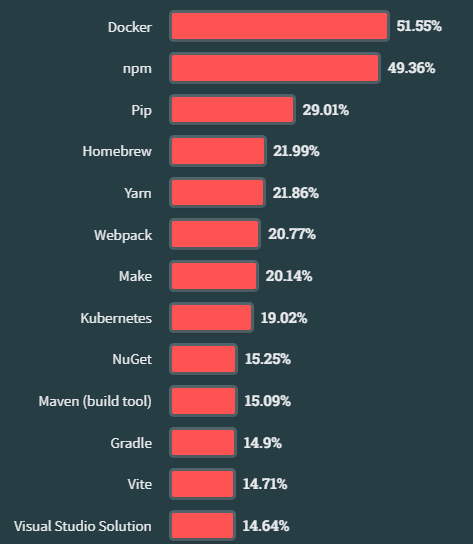 Docker 51.55%
npm 49.36%
Pip 29.01%
Homebrew 21.99%
Yarn 21.86%
Webpack 20.77%
Make 20.14%
Kubernetes 19.02%
NuGet 15.25%
Maven (build tool) 15.09%
Gradle 14.9%
Vite 14.71%
Visual Studio Solution 14.64%